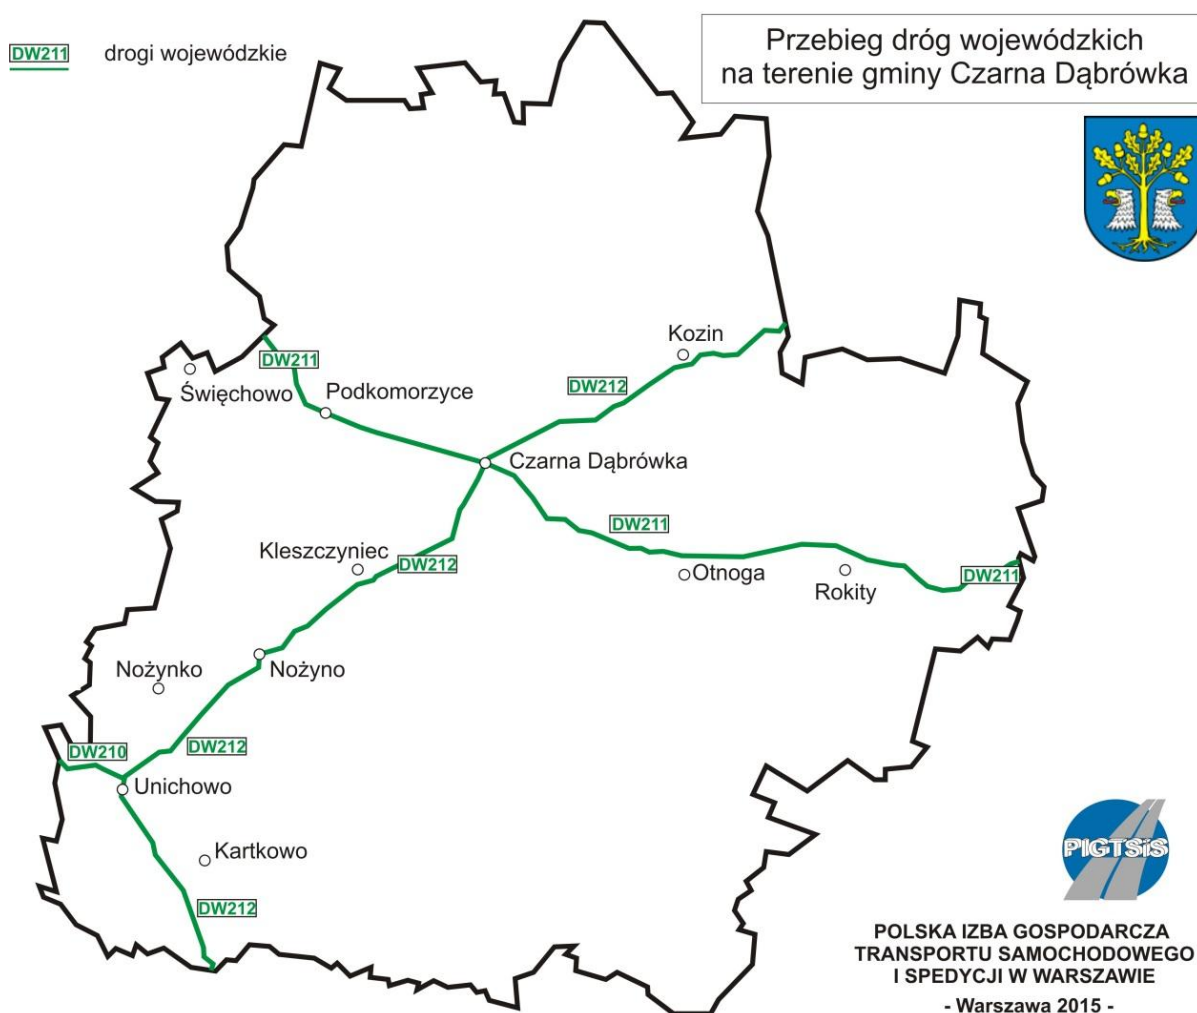 DW211 drogi wojewódzkie
Przebieg dróg wojewódzkich
na terenie gminy Czarna Dąbrówka
Kozin
DW211
Święchowo
Podkomorzyce
DW212
Czarna Dąbrówka
DW211
Kleszczyniec
DW212
Otnoga
Rokity
DW211
Nożynko
Nożyno
DW210
DW212
Unichowo
Kartkowo
DW212
PIGTSiS
POLSKA IZBA GOSPODARCZA
TRANSPORTU SAMOCHODOWEGO
I SPEDYCJI W WARSZAWIE
- Warszawa 2015 -